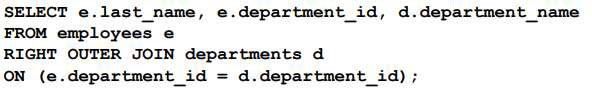 SELECT e.last_name, e.department_id, d.department_name
FROM employees e
RIGHT OUTER JOIN departments d
ON (e.department_id = d.department_id);